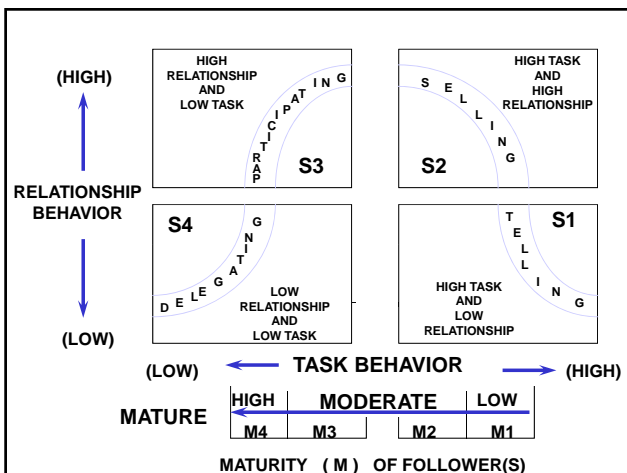 (HIGH)
RELATIONSHIP
BEHAVIOR
(LOW)
HIGH
RELATIONSHIP
AND
LOW TASK
PARTICIPATING
S3
HIGH TASK
AND
HIGH
RELATIONSHIP
SELLING
S2
S4
DELEGATING
LOW
RELATIONSHIP
AND
LOW TASK
S1
TELLING
HIGH TASK
AND
LOW
RELATIONSHIP
(LOW) TASK BEHAVIOR (HIGH)
MATURE
HIGH MODERATE LOW
M4 M3 M2 M1
MATURITY ( M ) OF FOLLOWER(S)